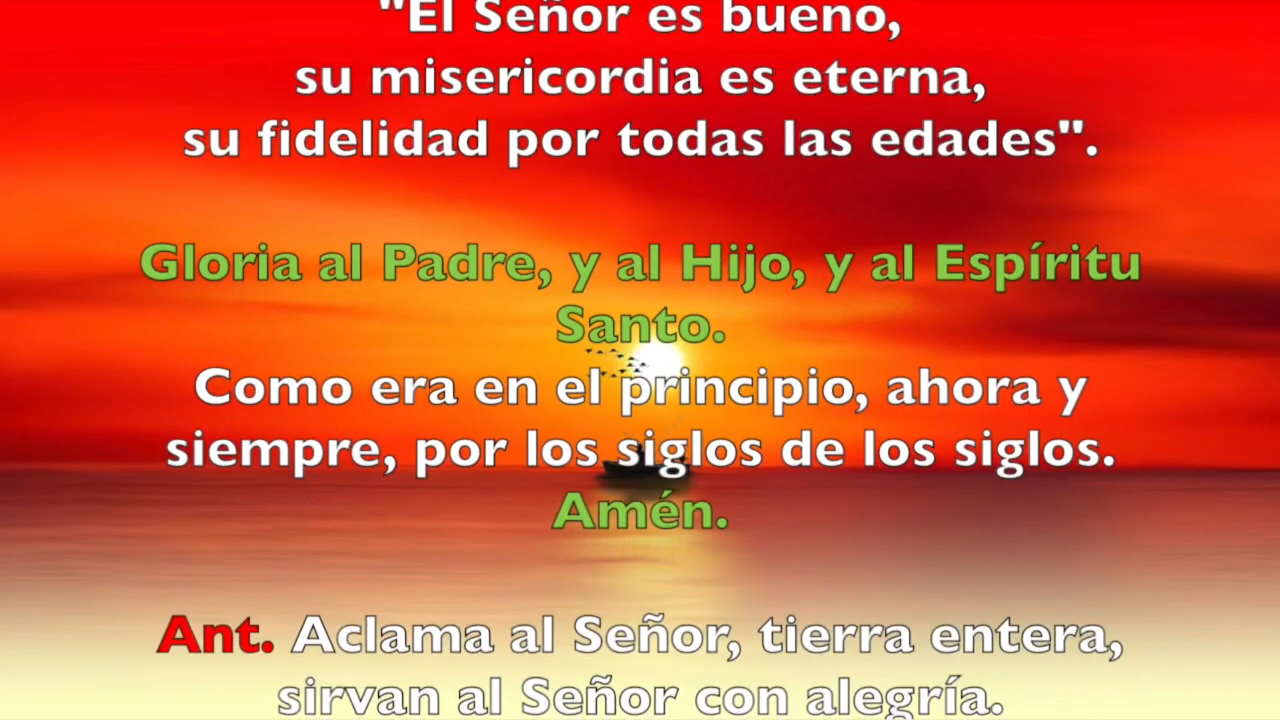 "El Señor es bueno,
su misericordia es eterna,
su fidelidad por todas las edades".
Gloria al Padre, y al Hijo, y al Espíritu
Santo.
Como era en el principio, ahora y
siempre, por los siglos de los siglos.
Amén.
Ant. Aclama al Señor, tierra entera,
sirvan al Señor con alegría.